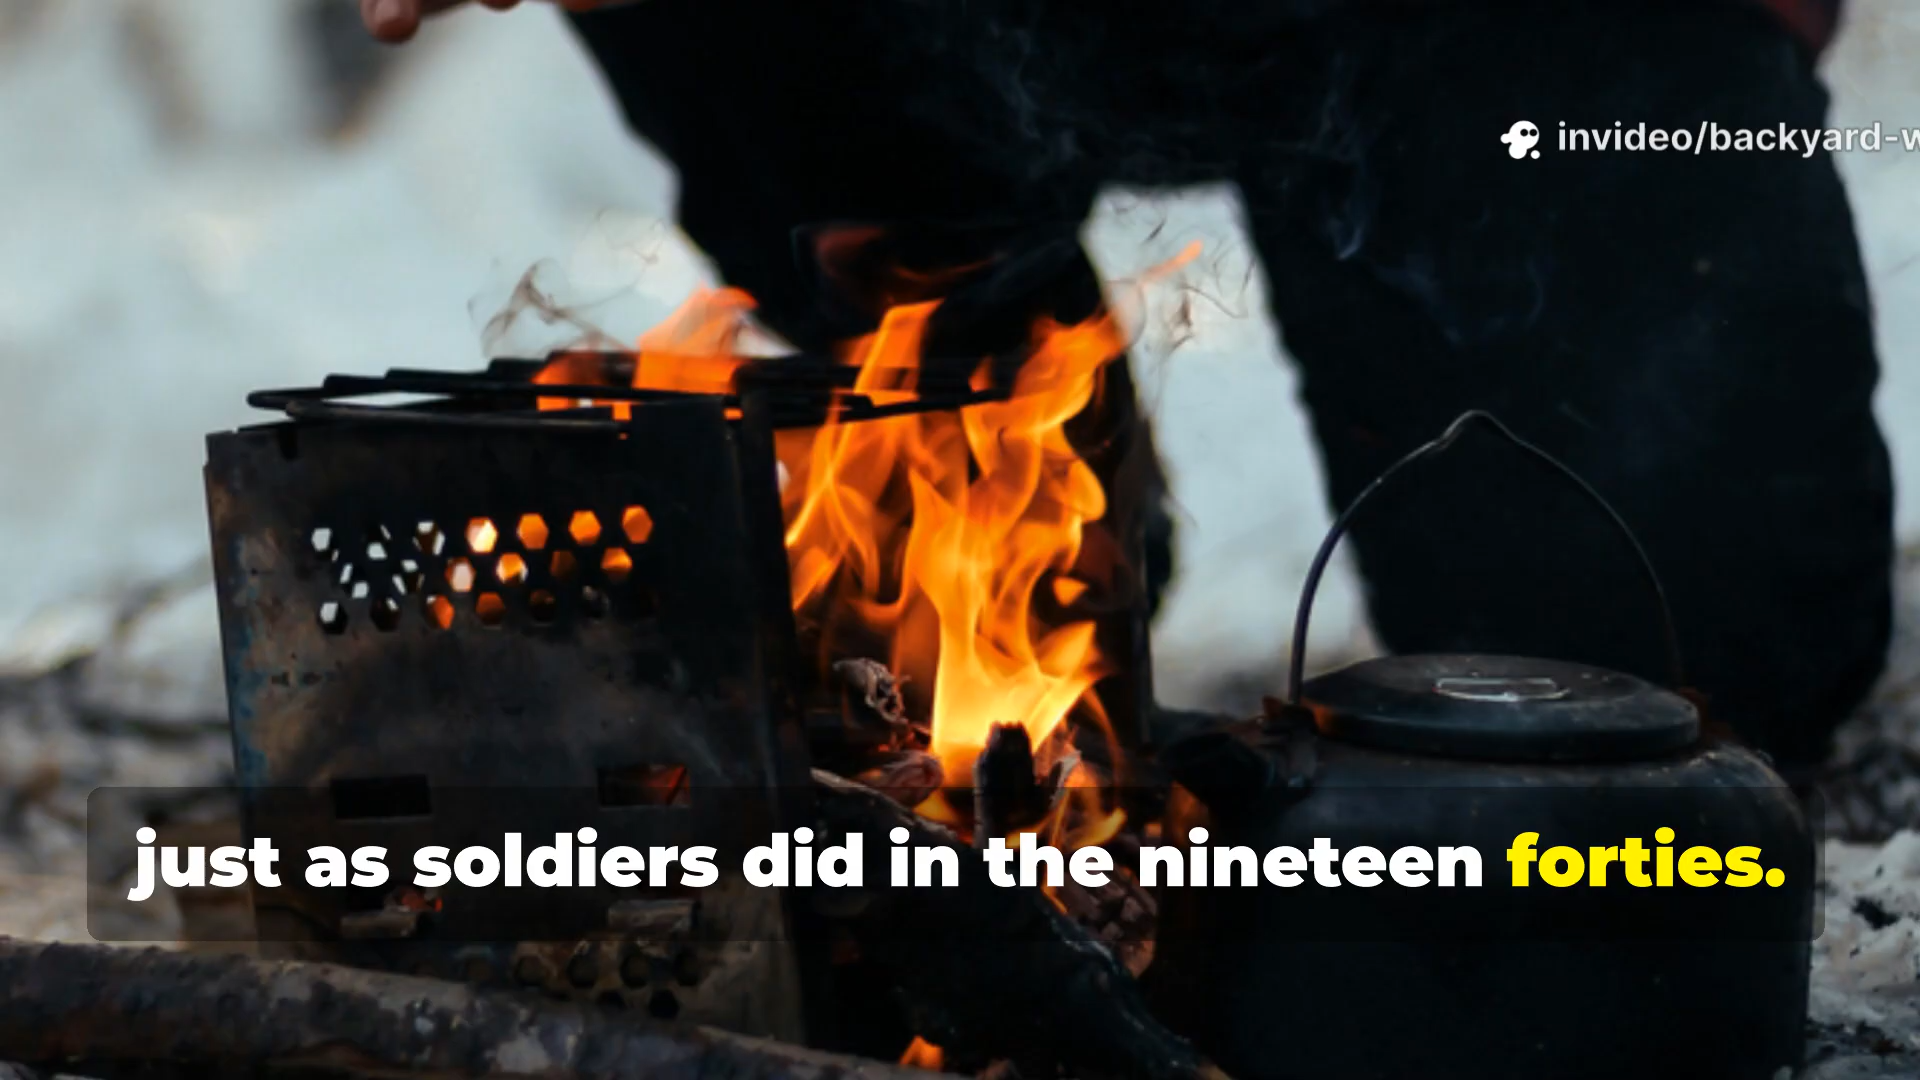 invideo/backyard-w
just as soldiers did in the nineteen forties.